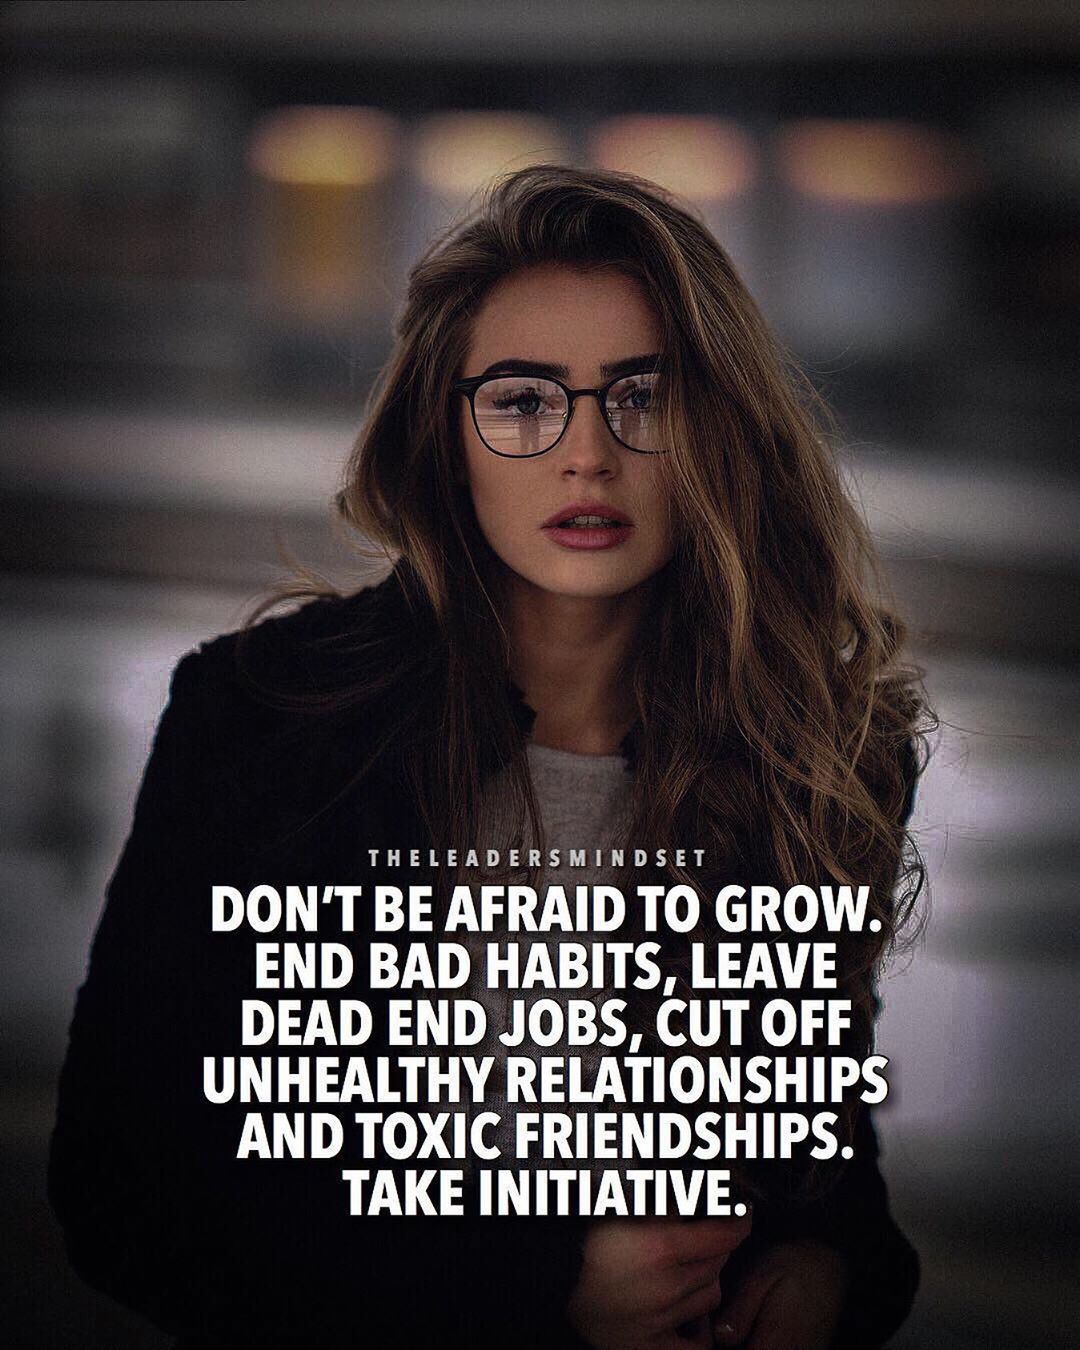 THELEADERSMINDSET
DON'T BE AFRAID TO GROW.
END BAD HABITS, LEAVE
DEAD END JOBS, CUT OFF
UNHEALTHY RELATIONSHIPS
AND TOXIC FRIENDSHIPS.
TAKE INITIATIVE.